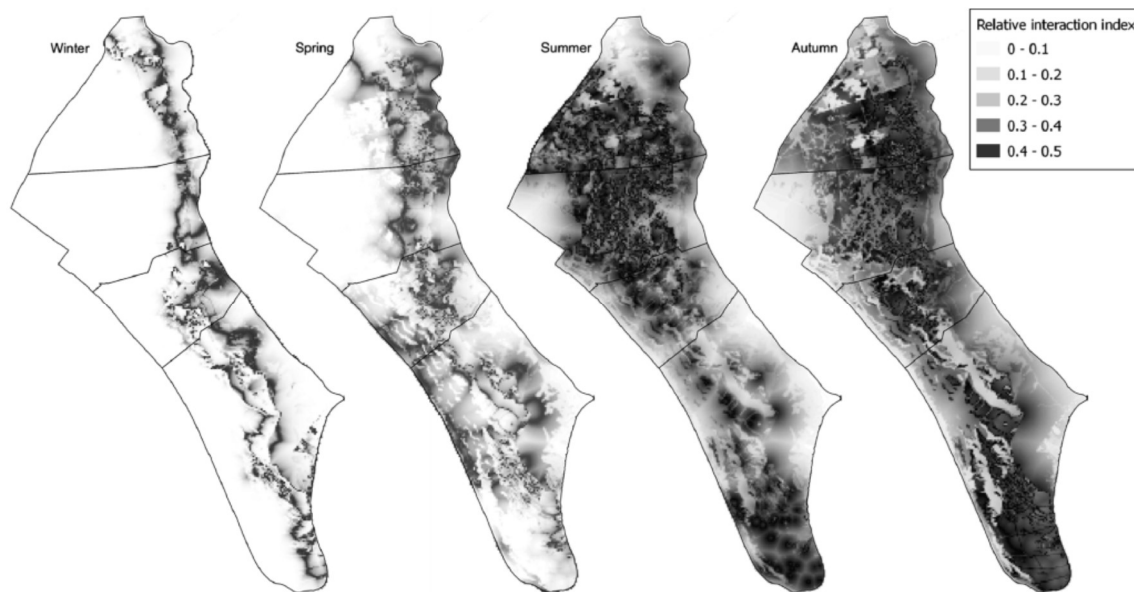 Winter
Spring
Summer
Autumn
Relative interaction index
0 - 0.1
0.1 - 0.2
0.2 - 0.3
0.3 - 0.4
0.4 - 0.5